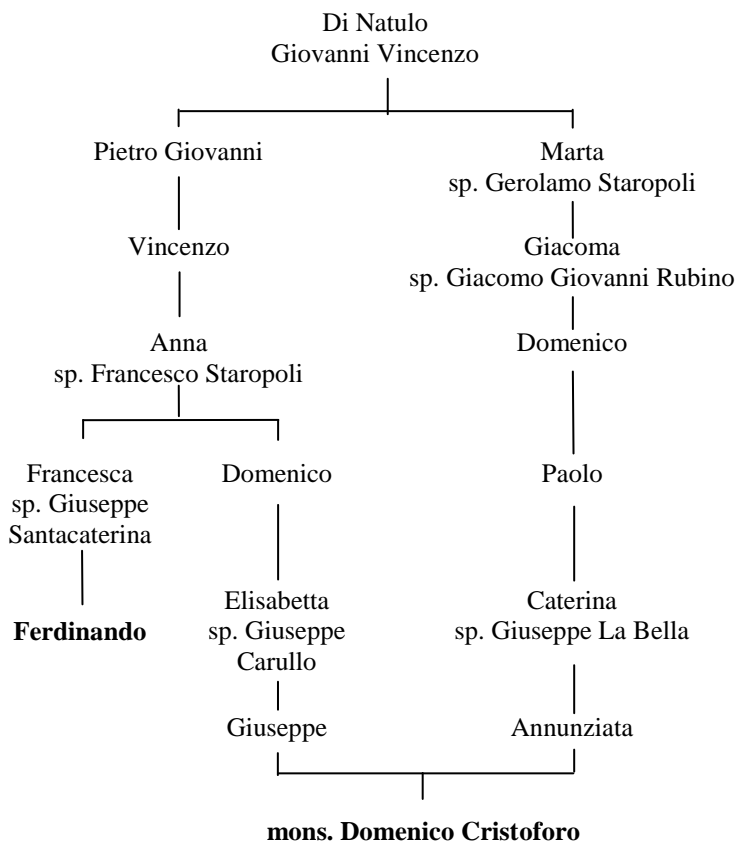 Di Natulo
Giovanni Vincenzo
Pietro Giovanni
Marta
sp. Gerolamo Staropoli
Vincenzo
Giacoma
sp. Giacomo Giovanni Rubino
Anna
sp. Francesco Staropoli
Domenico
Francesca
sp. Giuseppe
Santacaterina
Domenico
Paolo
Ferdinando
Elisabetta
sp. Giuseppe
Carullo
Caterina
sp. Giuseppe La Bella
Giuseppe
Annunziata
mons. Domenico Cristoforo